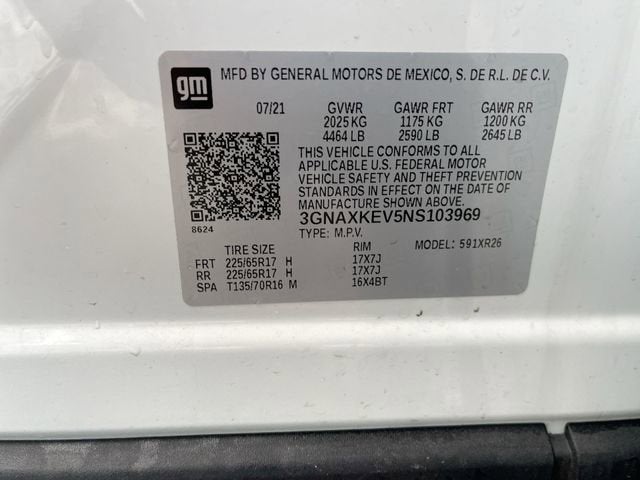 gm
MFD BY GENERAL MOTORS DE MEXICO, S. DE R.L. DE C.V.
07/21 GVWR GAWR FRT GAWR RR
2025 KG 1175 KG 1200 KG
4464 LB 2590 LB 2645 LB
THIS VEHICLE CONFORMS TO ALL
APPLICABLE U.S. FEDERAL MOTOR
VEHICLE SAFETY AND THEFT PREVENTION
STANDARDS IN EFFECT ON THE DATE OF
MANUFACTURE SHOWN ABOVE.
3GNAXKEV5NS103969
8624
TYPE: M.P.V. MODEL: 591XR26
TIRE SIZE RIM
FRT 225/65R17 H 17X7J
RR 225/65R17 H 17X7J
SPA T135/70R16 M 16X4BT